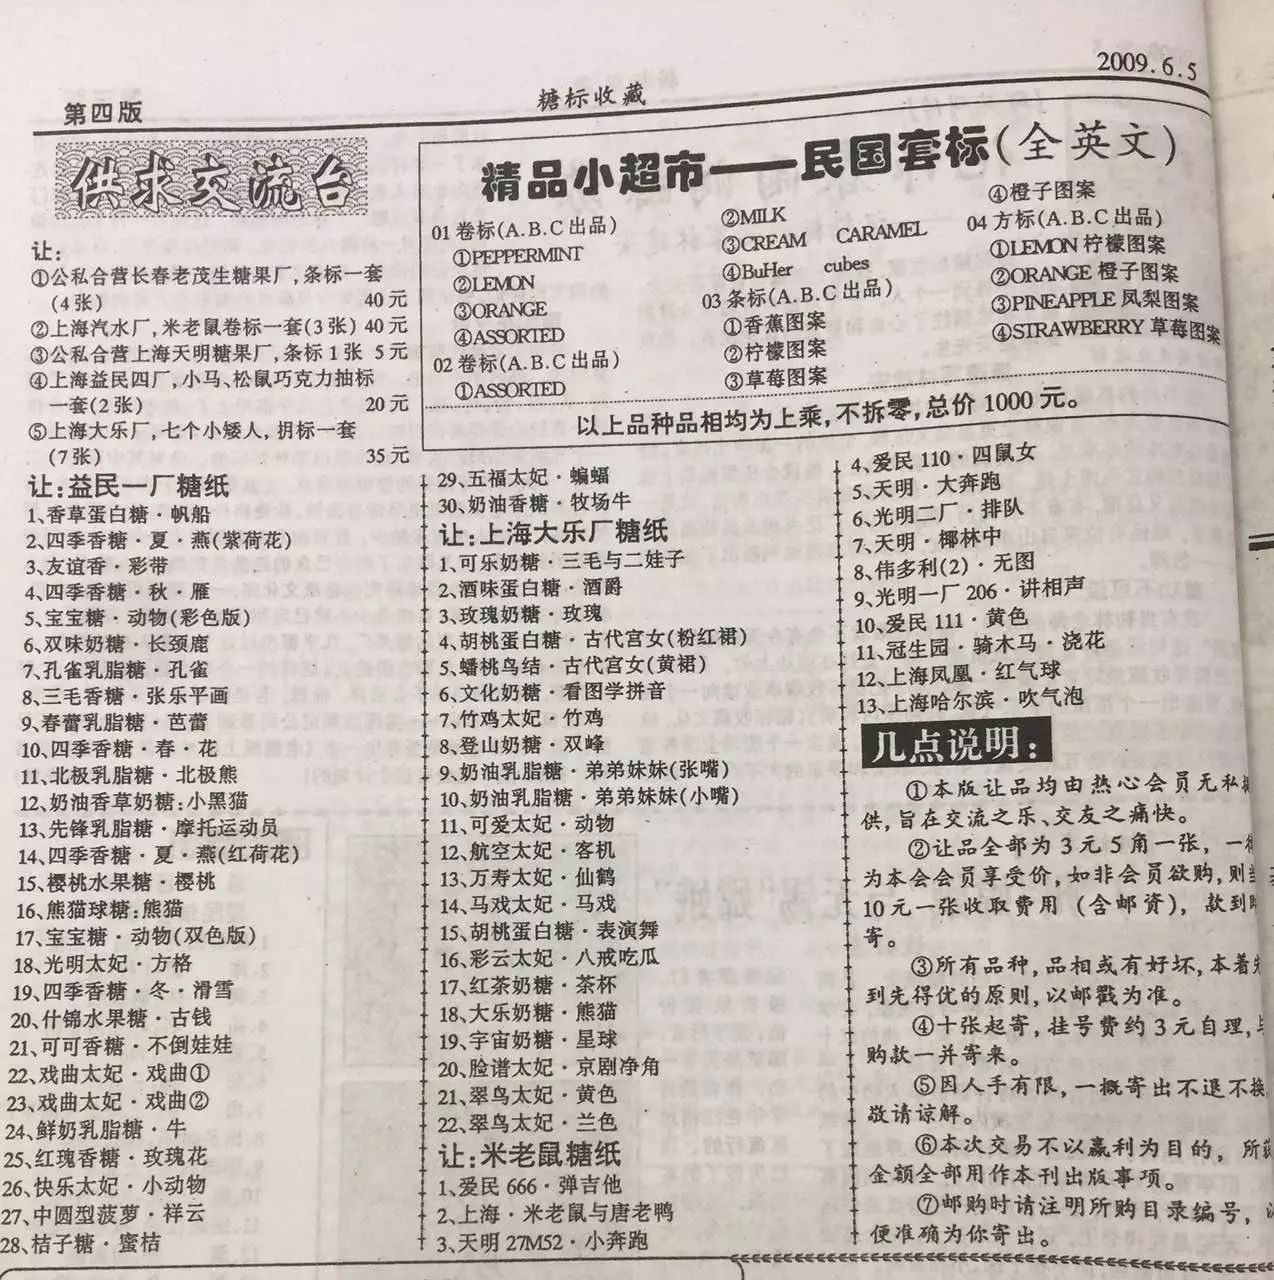 第四版
糖标收藏
2009.6.5
供求交流台
让:
①公私合营长春老茂生糖果厂,条标一套
(4张) 40元
②上海汽水厂,米老鼠卷标一套(3张) 40元
③公私合营上海天明糖果厂,条标1张 5元
④上海益民四厂,小马、松鼠巧克力抽标
一套(2张) 20元
⑤上海大乐厂,七个小矮人,抈标一套
(7张) 35元
精品小超市——民国套标(全英文)
01卷标(A.B.C出品)
①PEPPERMINT
②LEMON
③ORANGE
④ASSORTED
02卷标(A.B.C出品)
①ASSORTED
②MILK
③CREAM CARAMEL
④BuHer cubes
03条标(A.B.C出品)
①香蕉图案
②柠檬图案
③草莓图案
④橙子图案
04方标(A.B.C出品)
①LEMON柠檬图案
②ORANGE橙子图案
③PINEAPPLE凤梨图案
④STRAWBERRY草莓图案
以上品种品相均为上乘,不拆零,总价1000元。
让:益民一厂糖纸
1、香草蛋白糖·帆船
2、四季香糖·夏·燕(紫荷花)
3、友谊香·彩带
4、四季香糖·秋·雁
5、宝宝糖·动物(彩色版)
6、双味奶糖·长颈鹿
7、孔雀乳脂糖·孔雀
8、三毛香糖·张乐平画
9、春蕾乳脂糖·芭蕾
10、四季香糖·春·花
11、北极乳脂糖·北极熊
12、奶油香草奶糖:小黑猫
13、先锋乳脂糖·摩托运动员
14、四季香糖·夏·燕(红荷花)
15、樱桃水果糖·樱桃
16、熊猫球糖:熊猫
17、宝宝糖·动物(双色版)
18、光明太妃·方格
19、四季香糖·冬·滑雪
20、什锦水果糖·古钱
21、可可香糖·不倒娃娃
22、戏曲太妃·戏曲①
23、戏曲太妃·戏曲②
24、鲜奶乳脂糖·牛
25、红瑰香糖·玫瑰花
26、快乐太妃·小动物
27、中圆型菠萝·祥云
28、桔子糖·蜜桔
29、五福太妃·蝙蝠
30、奶油香糖·牧场牛
让:上海大乐厂糖纸
1、可乐奶糖·三毛与二娃子
2、酒味蛋白糖·酒爵
3、玫瑰奶糖·玫瑰
4、胡桃蛋白糖·古代宫女(粉红裙)
5、蟠桃鸟结·古代宫女(黄裙)
6、文化奶糖·看图学拼音
7、竹鸡太妃·竹鸡
8、登山奶糖·双峰
9、奶油乳脂糖·弟弟妹妹(张嘴)
10、奶油乳脂糖·弟弟妹妹(小嘴)
11、可爱太妃·动物
12、航空太妃·客机
13、万寿太妃·仙鹤
14、马戏太妃·马戏
15、胡桃蛋白糖·表演舞
16、彩云太妃·八戒吃瓜
17、红茶奶糖·茶杯
18、大乐奶糖·熊猫
19、宇宙奶糖·星球
20、脸谱太妃·京剧净角
21、翠鸟太妃·黄色
22、翠鸟太妃·兰色
让:米老鼠糖纸
1、爱民666·弹吉他
2、上海·米老鼠与唐老鸭
3、天明27M52·小奔跑
4、爱民110·四鼠女
5、天明·大奔跑
6、光明二厂·排队
7、天明·椰林中
8、伟多利(2)·无图
9、光明一厂206·讲相声
10、爱民111·黄色
11、冠生园·骑木马·浇花
12、上海凤凰·红气球
13、上海哈尔滨·吹气泡
几点说明:
①本版让品均由热心会员无私
供,旨在交流之乐、交友之痛快。
②让品全部为3元5角一张,一
为本会会员享受价,如非会员欲购,则
10元一张收取费用(含邮资),款到
寄。
③所有品种,品相或有好坏,本着
到先得优的原则,以邮戳为准。
④十张起寄,挂号费约3元自理,
购款一并寄来。
⑤因人手有限,一概寄出不退不换
敬请谅解。
⑥本次交易不以赢利为目的,所
金额全部用作本刊出版事项。
⑦邮购时请注明所购目录编号,
便准确为你寄出。